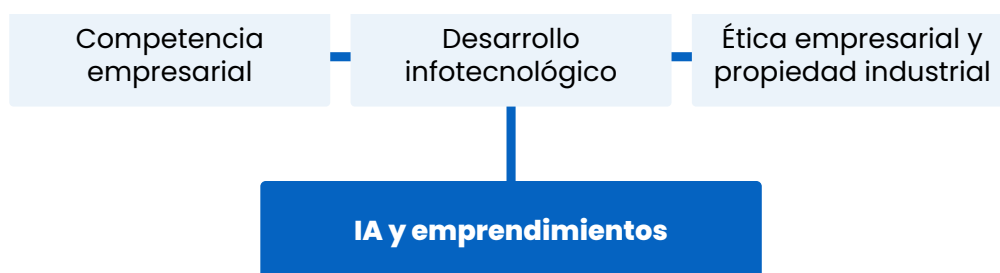 Competencia
empresarial
Desarrollo
infotecnológico
Ética empresarial y
propiedad industrial
IA y emprendimientos